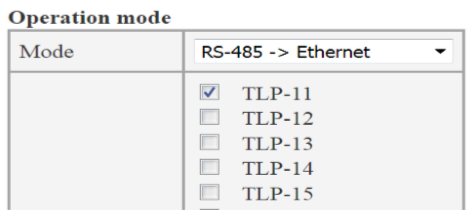 Operation mode
Mode RS-485 -> Ethernet
TLP-11
TLP-12
TLP-13
TLP-14
TLP-15